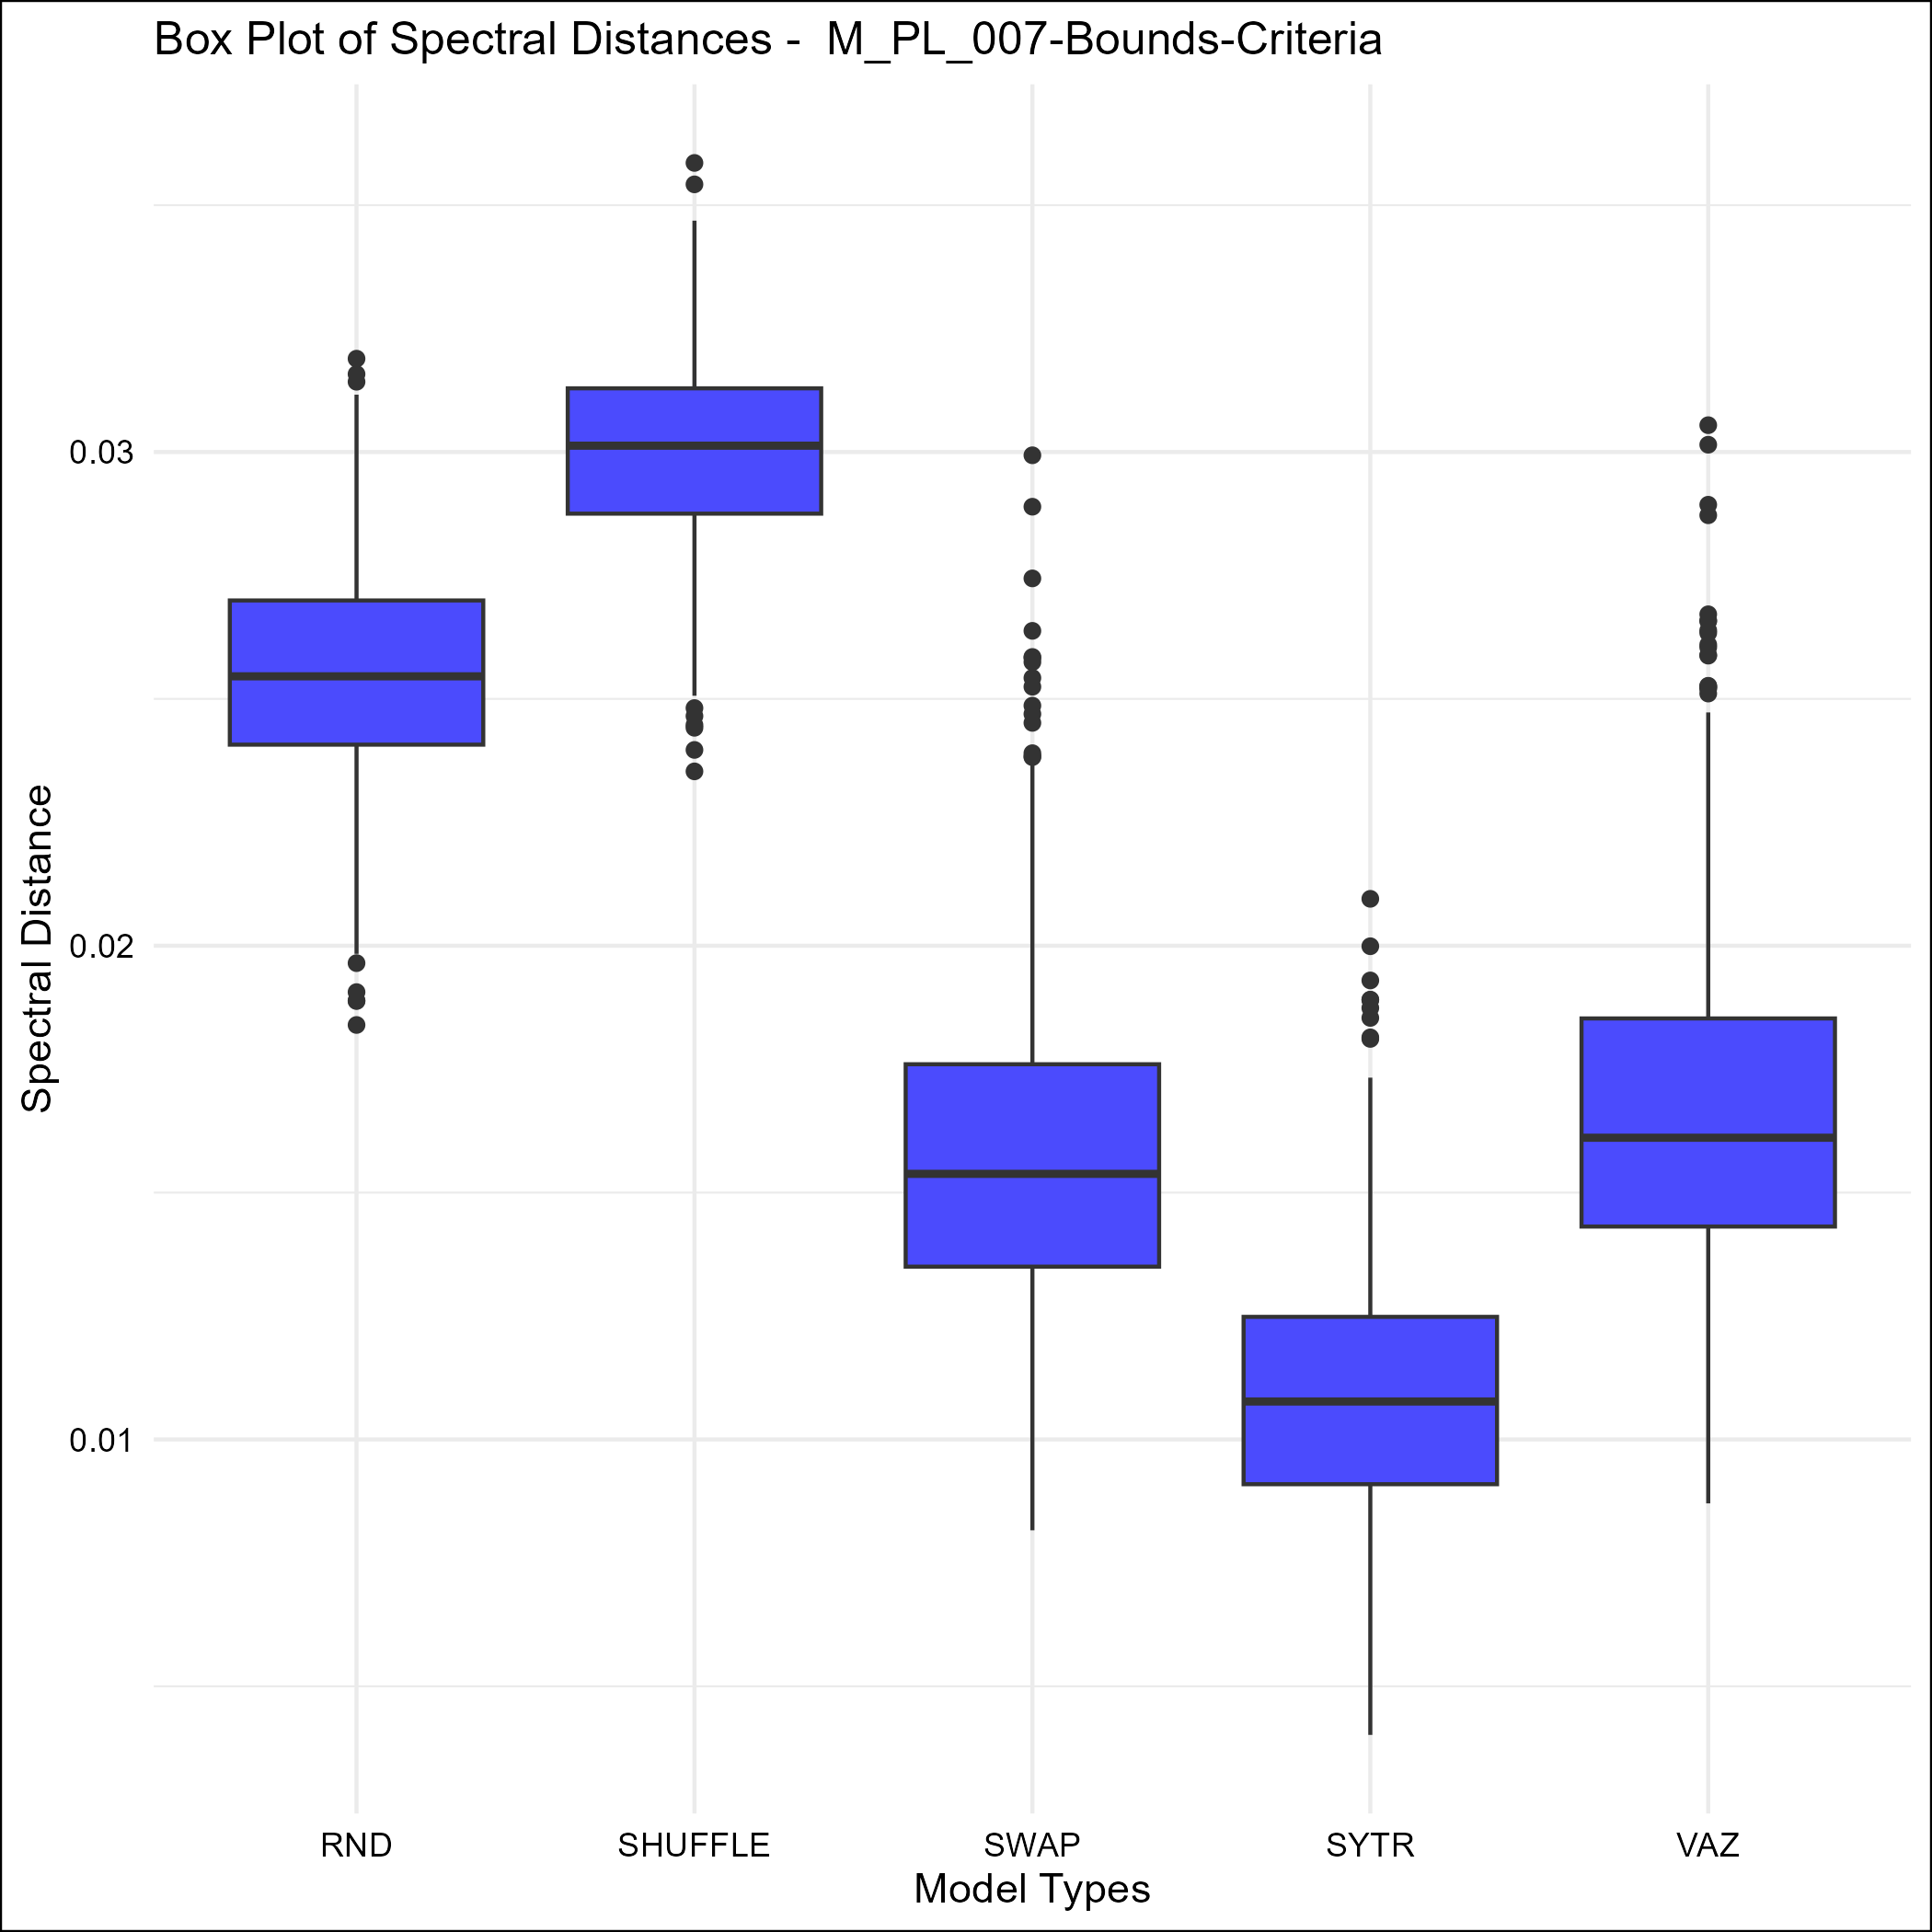 Box Plot of Spectral Distances -  M_PL_007-Bounds-Criteria
Spectral Distance
0.03
0.02
0.01
RND SHUFFLE SWAP SYTR VAZ
Model Types